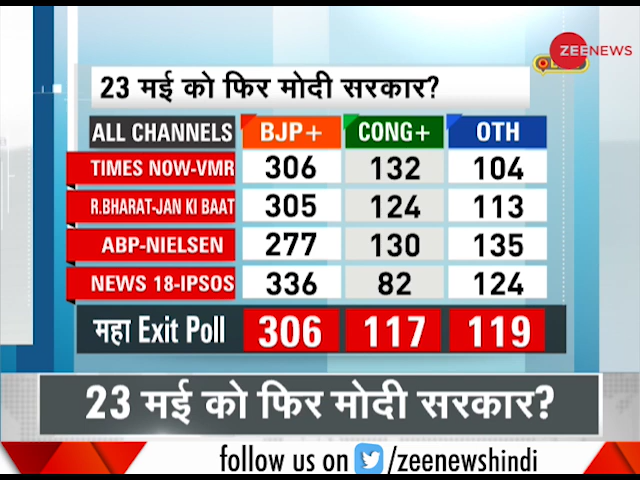 ZEENEWS
23 मई को फिर मोदी सरकार?
ALL CHANNELS BJP+ CONG+ OTH
TIMES NOW-VMR 306 132 104
R.BHARAT-JAN KI BAAT 305 124 113
ABP-NIELSEN 277 130 135
NEWS 18-IPSOS 336 82 124
महा Exit Poll 306 117 119
23 मई को फिर मोदी सरकार?
follow us on /zeenewshindi